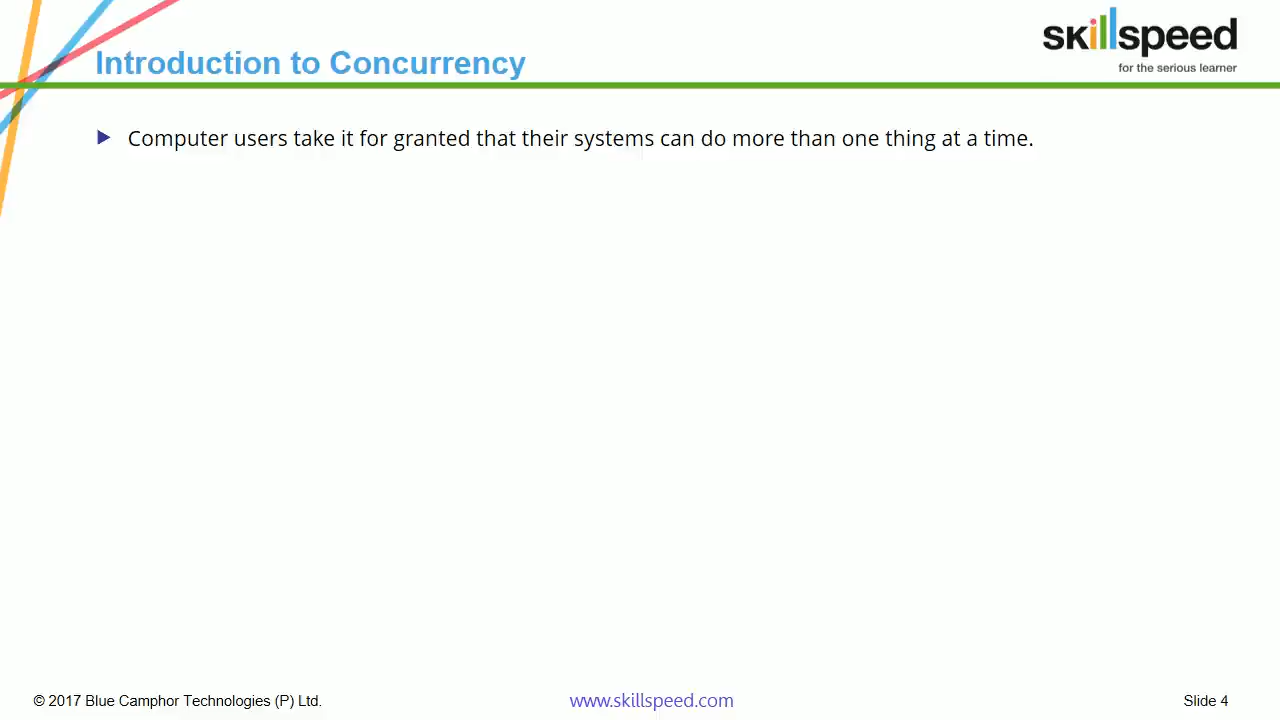 Introduction to Concurrency
skillspeed
for the serious learner
Computer users take it for granted that their systems can do more than one thing at a time.
© 2017 Blue Camphor Technologies (P) Ltd.
www.skillspeed.com
Slide 4